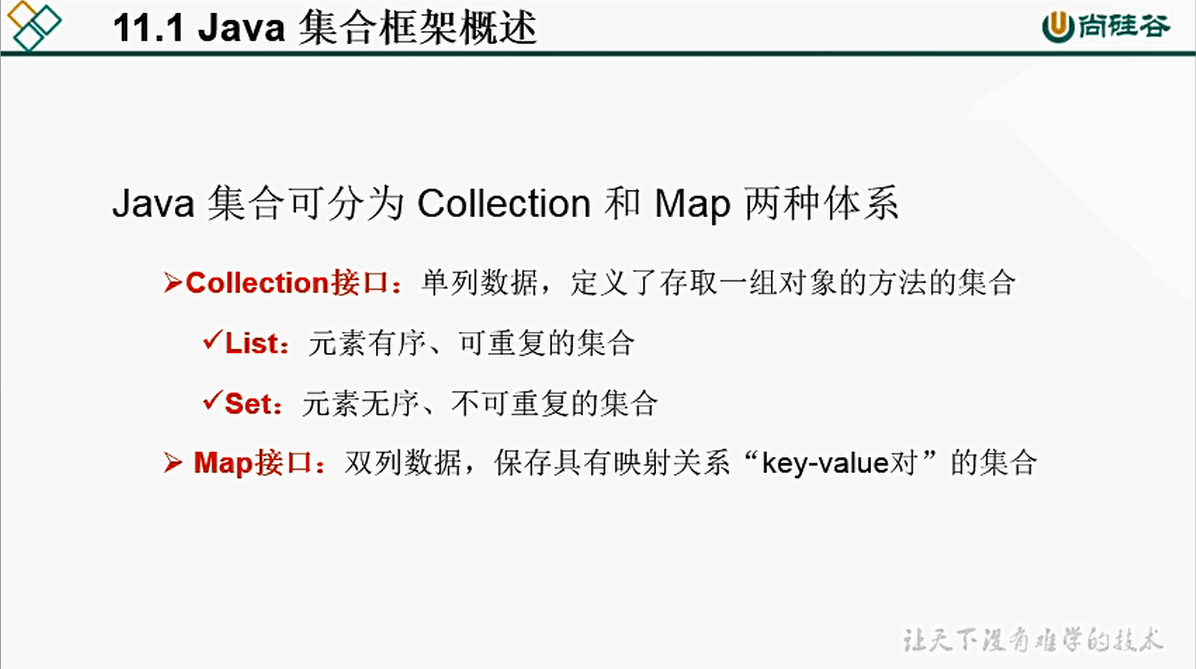 11.1 Java 集合框架概述
尚硅谷
Java 集合可分为 Collection 和 Map 两种体系
➢Collection接口：单列数据，定义了存取一组对象的方法的集合
✓List：元素有序、可重复的集合
✓Set：元素无序、不可重复的集合
➢ Map接口：双列数据，保存具有映射关系“key-value对”的集合
让天下没有难学的技术